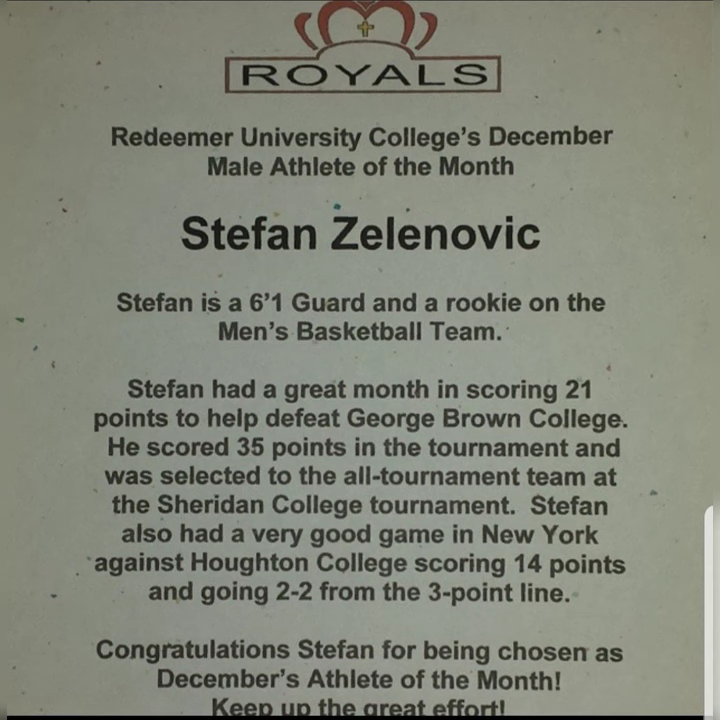 ROYALS
Redeemer University College's December
Male Athlete of the Month
Stefan Zelenovic
Stefan is a 6'1 Guard and a rookie on the
Men's Basketball Team.
Stefan had a great month in scoring 21
points to help defeat George Brown College.
He scored 35 points in the tournament and
was selected to the all-tournament team at
the Sheridan College tournament. Stefan
also had a very good game in New York
against Houghton College scoring 14 points
and going 2-2 from the 3-point line.
Congratulations Stefan for being chosen as
December's Athlete of the Month!
Keep up the great effort!